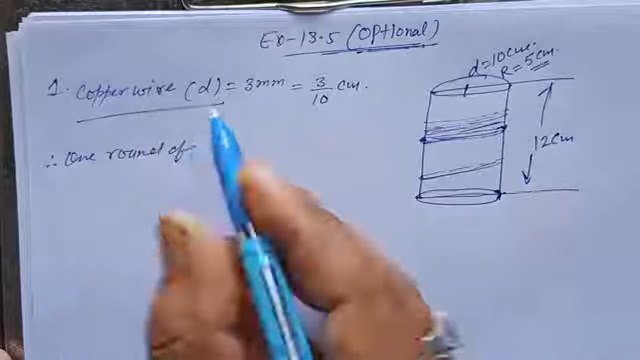 Ex-13.5 (Optional)
1. Copper wire (d) = 3mm = 3/10 cm.
∴ One round of
d=10cm.
R=5cm.
12cm